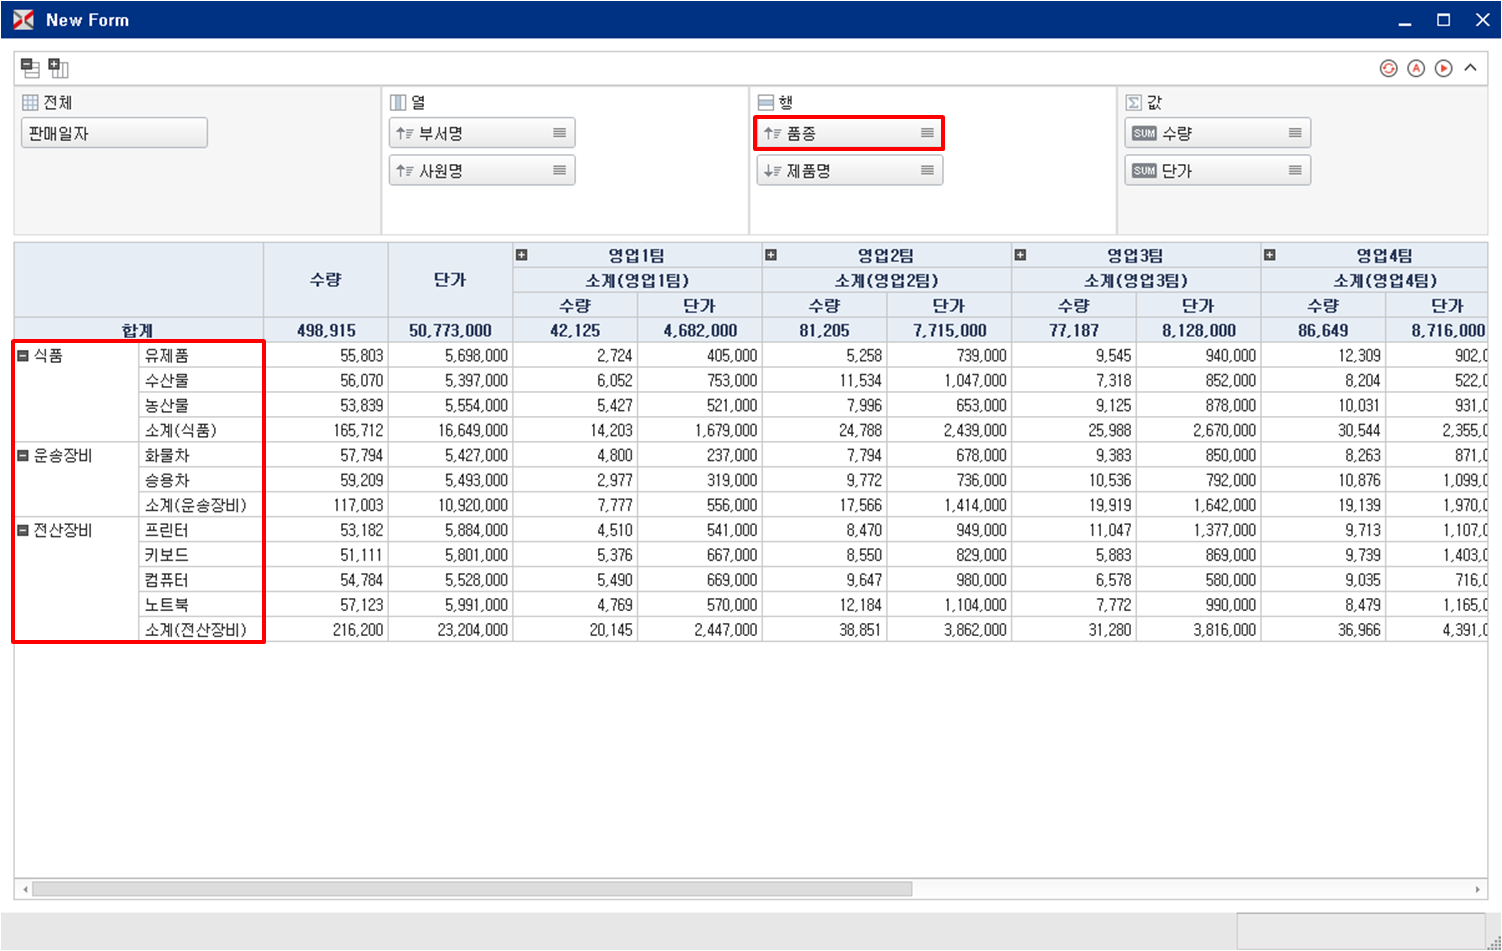 New Form
전체
열
행
값
판매일자
부서명
품종
SUM 수량
사원명
제품명
SUM 단가
수량 단가 영업1팀 영업2팀 영업3팀 영업4팀
소계(영업1팀) 소계(영업2팀) 소계(영업3팀) 소계(영업4팀)
수량 단가 수량 단가 수량 단가 수량 단가
합계 498,915 50,773,000 42,125 4,682,000 81,205 7,715,000 77,187 8,128,000 86,649 8,716,000
식품 유제품 55,803 5,698,000 2,724 405,000 5,258 739,000 9,545 940,000 12,309 902,0
수산물 56,070 5,397,000 6,052 753,000 11,534 1,047,000 7,318 852,000 8,204 522,0
농산물 53,839 5,554,000 5,427 521,000 7,996 653,000 9,125 878,000 10,031 931,0
소계(식품) 165,712 16,649,000 14,203 1,679,000 24,788 2,439,000 25,988 2,670,000 30,544 2,355,0
운송장비 화물차 57,794 5,427,000 4,800 237,000 7,794 678,000 9,383 850,000 8,263 871,0
승용차 59,209 5,493,000 2,977 319,000 9,772 736,000 10,536 792,000 10,876 1,099,0
소계(운송장비) 117,003 10,920,000 7,777 556,000 17,566 1,414,000 19,919 1,642,000 19,139 1,970,0
전산장비 프린터 53,182 5,884,000 4,510 541,000 8,470 949,000 11,047 1,377,000 9,713 1,107,0
키보드 51,111 5,801,000 5,376 667,000 8,550 829,000 5,883 869,000 9,739 1,403,0
컴퓨터 54,784 5,528,000 5,490 669,000 9,647 980,000 6,578 580,000 9,035 716,0
노트북 57,123 5,991,000 4,769 570,000 12,184 1,104,000 7,772 990,000 8,479 1,165,0
소계(전산장비) 216,200 23,204,000 20,145 2,447,000 38,851 3,862,000 31,280 3,816,000 36,966 4,391,0